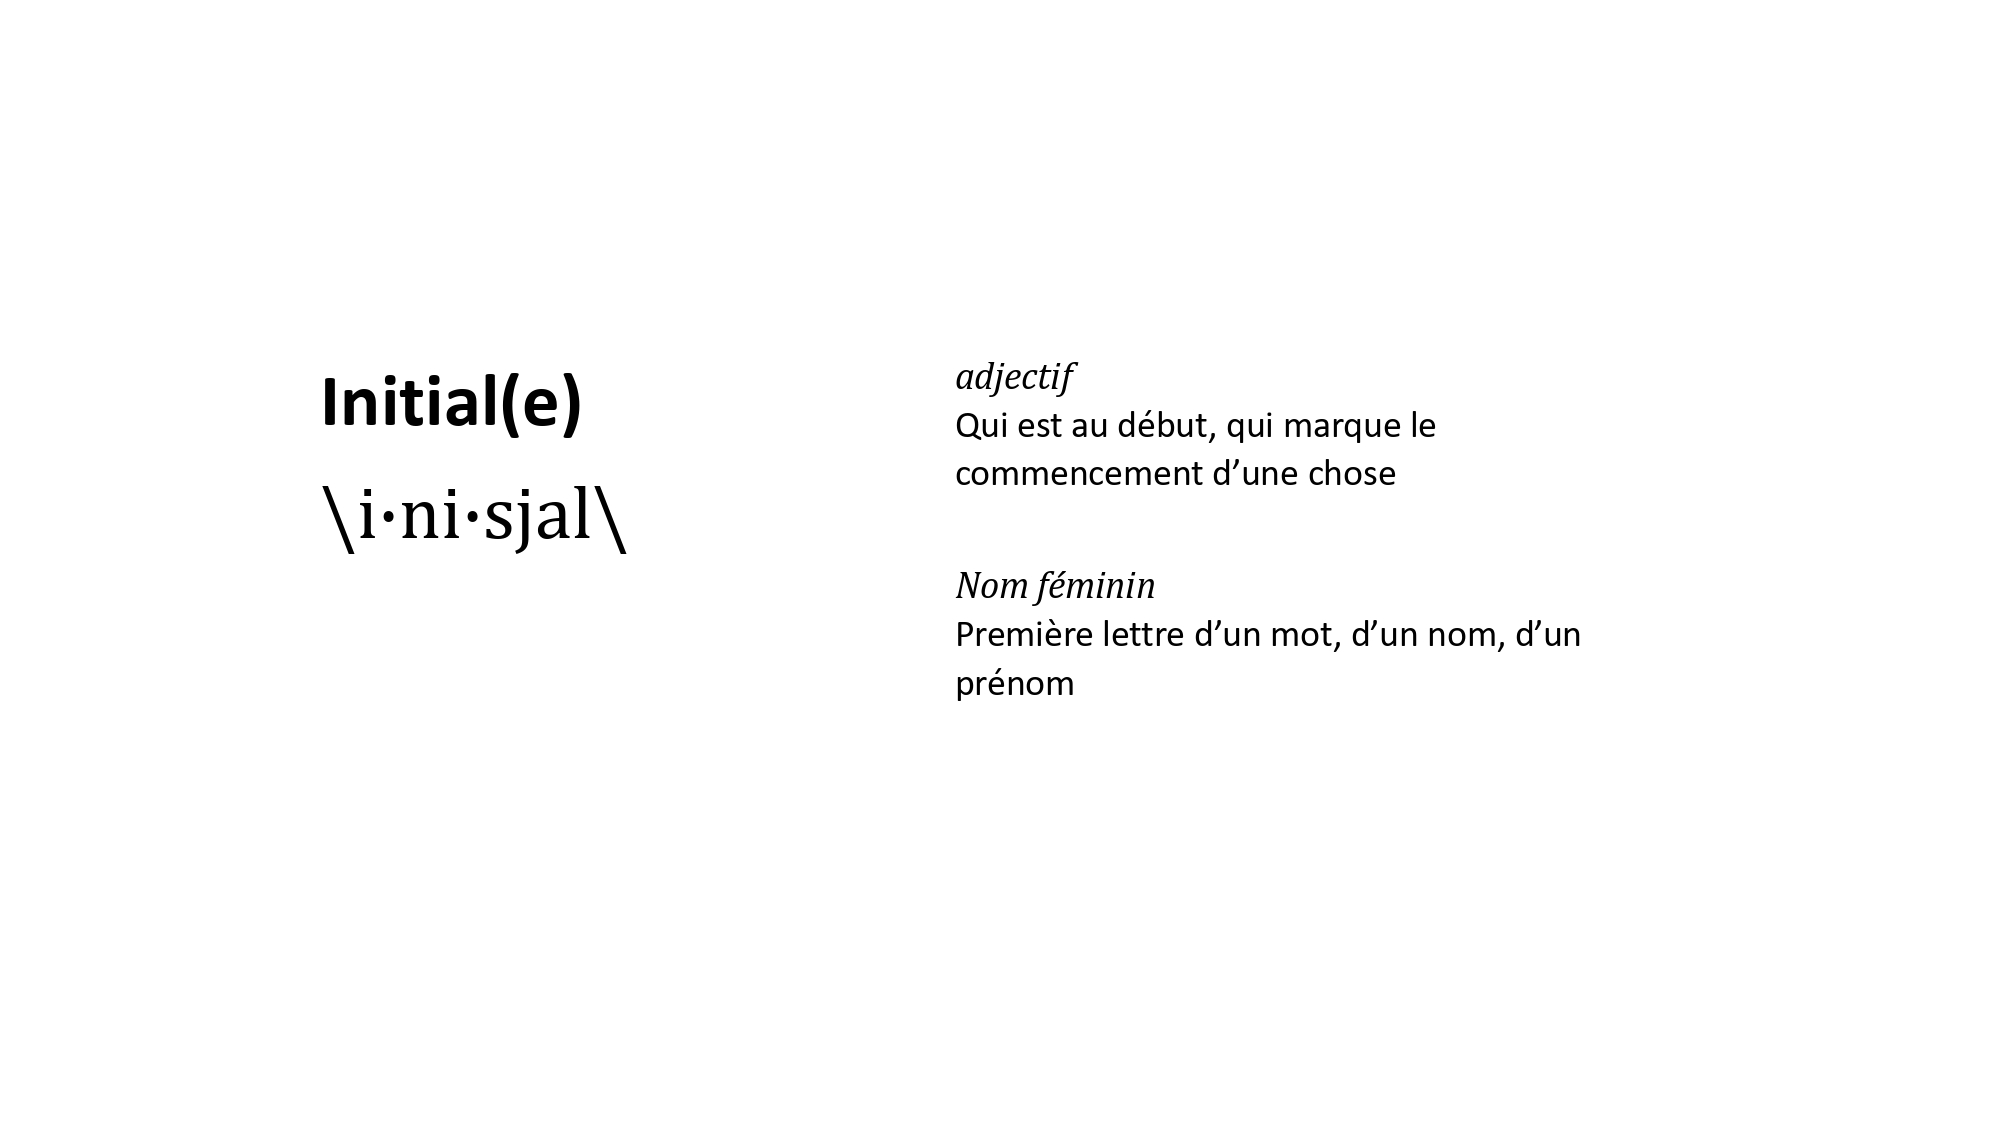 Initial(e)
\i·ni·sjal\
adjectif
Qui est au début, qui marque le
commencement d’une chose
Nom féminin
Première lettre d’un mot, d’un nom, d’un
prénom